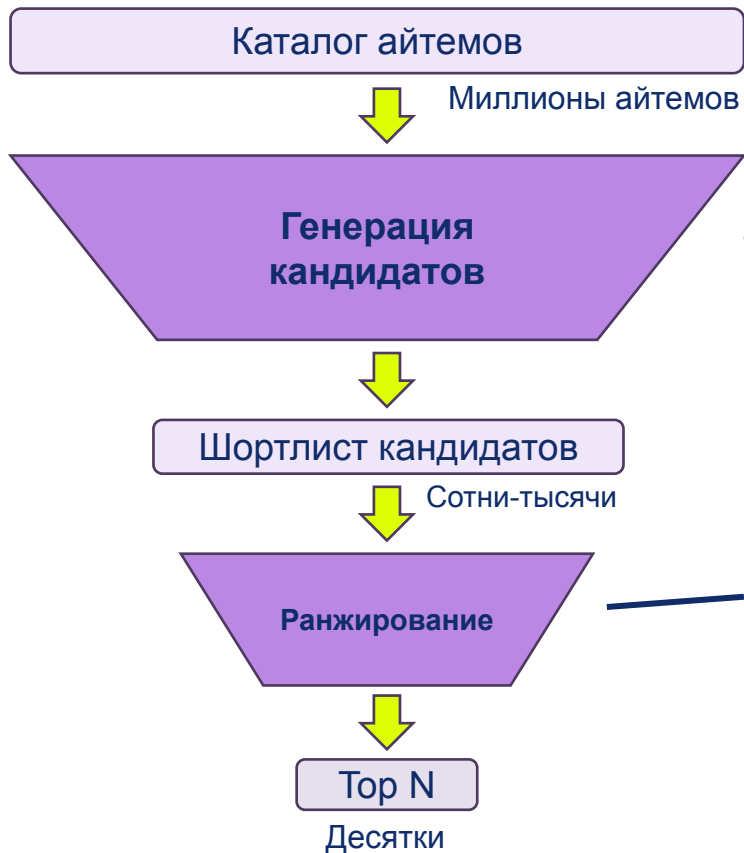 Каталог айтемов
Миллионы айтемов
Генерация
кандидатов
Шортлист кандидатов
Сотни-тысячи
Ранжирование
Top N
Десятки